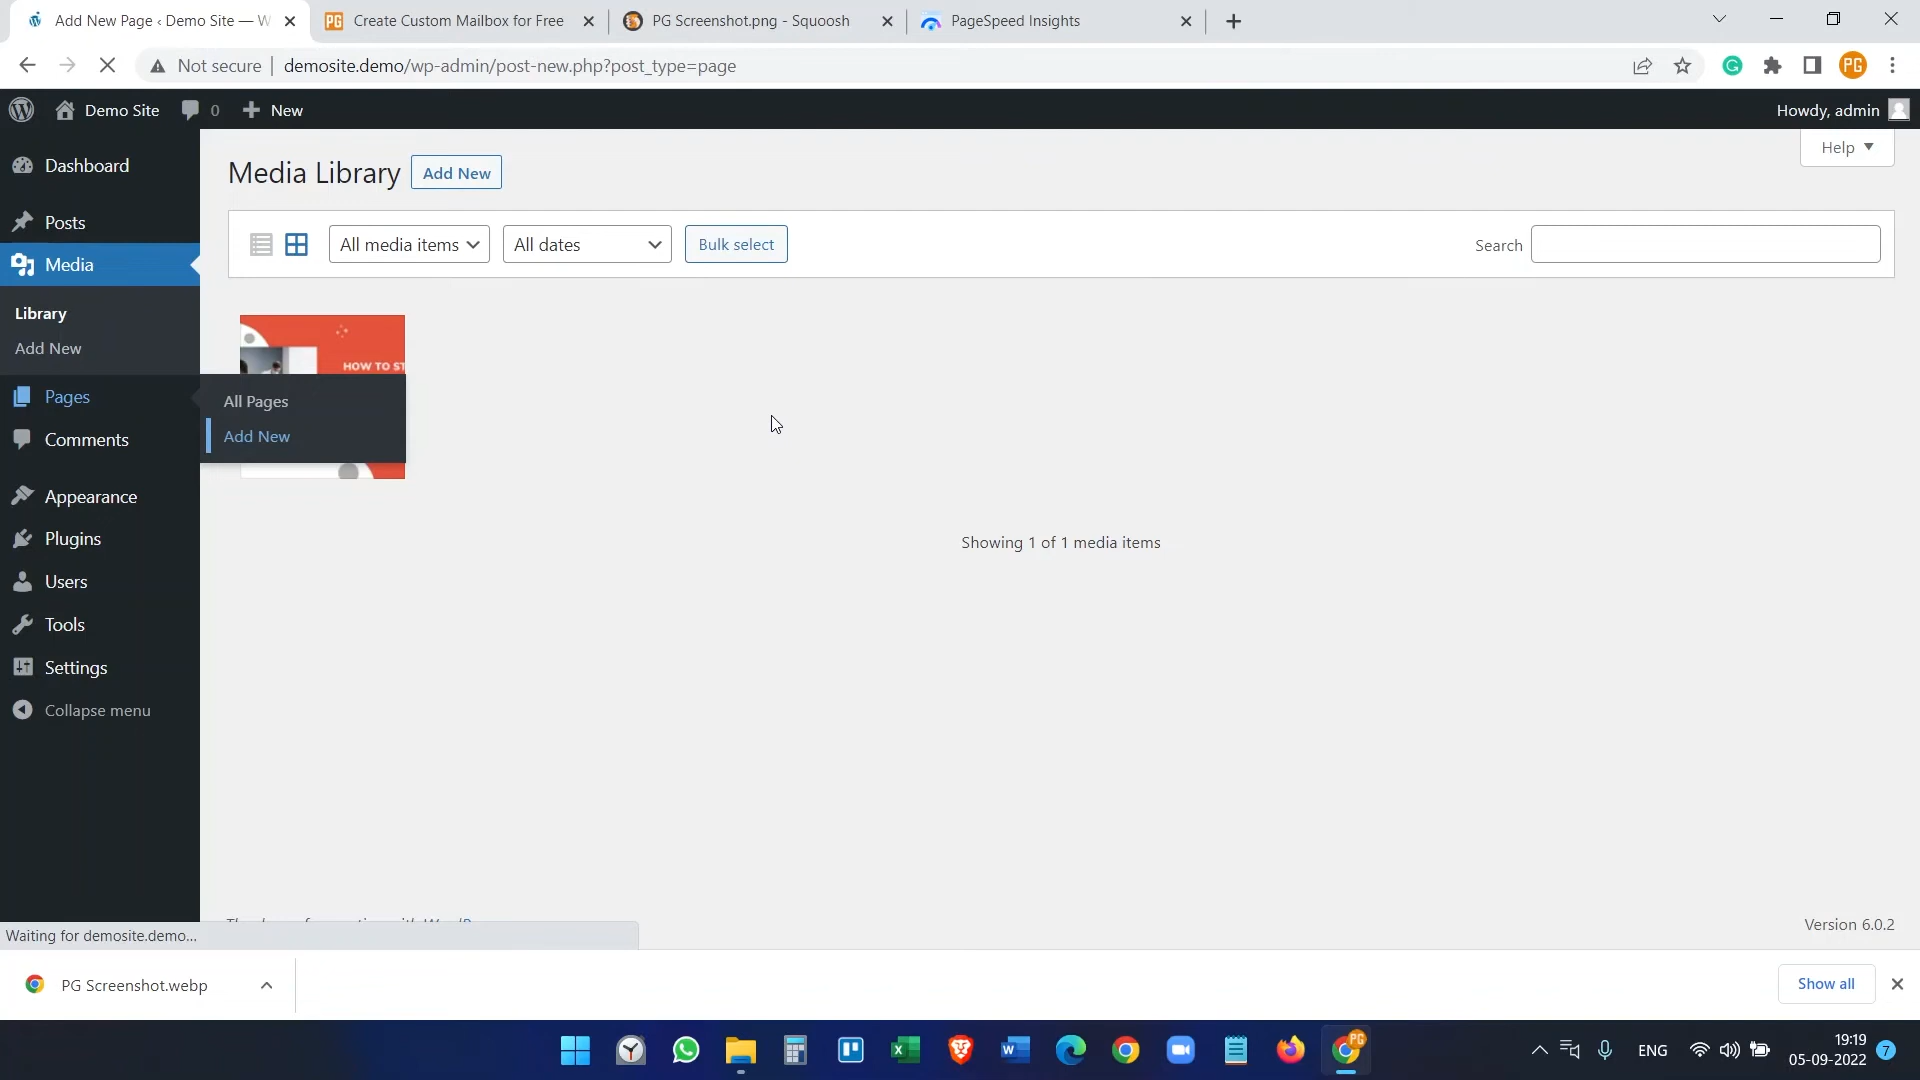 Add New Page ‹ Demo Site — W
Create Custom Mailbox for Free
PG Screenshot.png - Squoosh
PageSpeed Insights
Not secure
demosite.demo/wp-admin/post-new.php?post_type=page
PG
Demo Site
0
New
Howdy, admin
Dashboard
Posts
Media
Library
Add New
Pages
Comments
Appearance
Plugins
Users
Tools
Settings
Collapse menu
All Pages
Add New
Media Library
Add New
Help
All media items
All dates
Bulk select
Search
HOW TO ST
Showing 1 of 1 media items
Version 6.0.2
Waiting for demosite.demo...
PG Screenshot.webp
Show all
ENG
19:19
05-09-2022
7